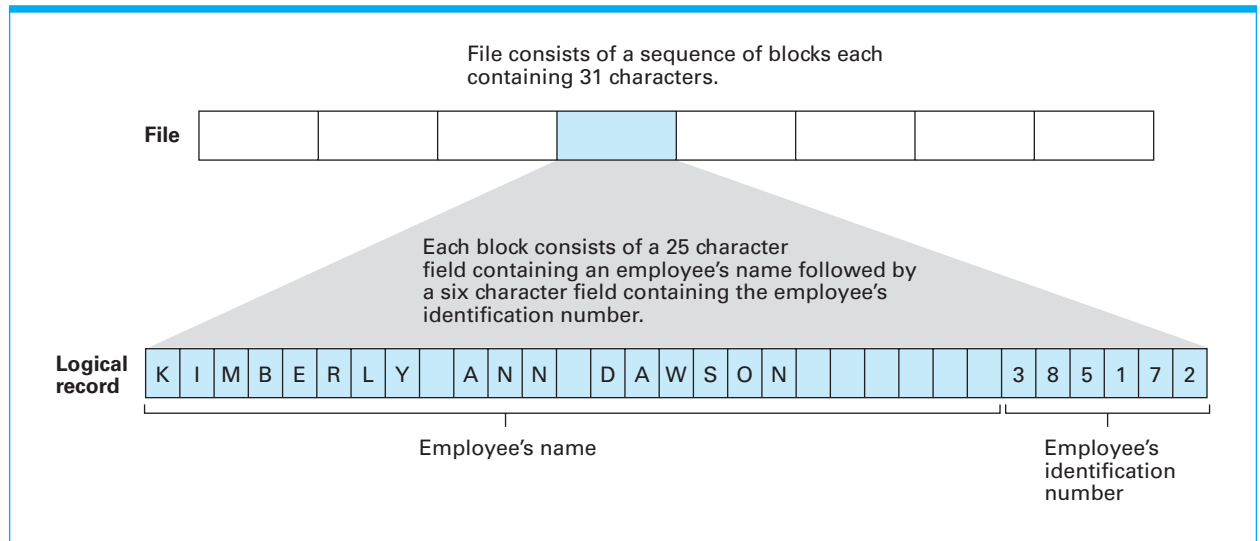 File consists of a sequence of blocks each
containing 31 characters.
File
Each block consists of a 25 character
field containing an employee's name followed by
a six character field containing the employee's
identification number.
Logical
record
K I M B E R L Y A N N D A W S O N 3 8 5 1 7 2
Employee's name
Employee's
identification
number